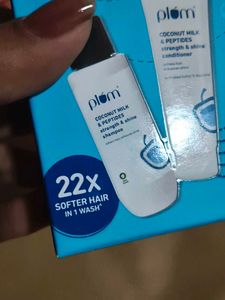 plum
COCONUT MILK
& PEPTIDES
strength & shine
shampoo
plum
COCONUT MILK
& PEPTIDES
strength & shine
conditioner
22x
SOFTER HAIR
IN 1 WASH^